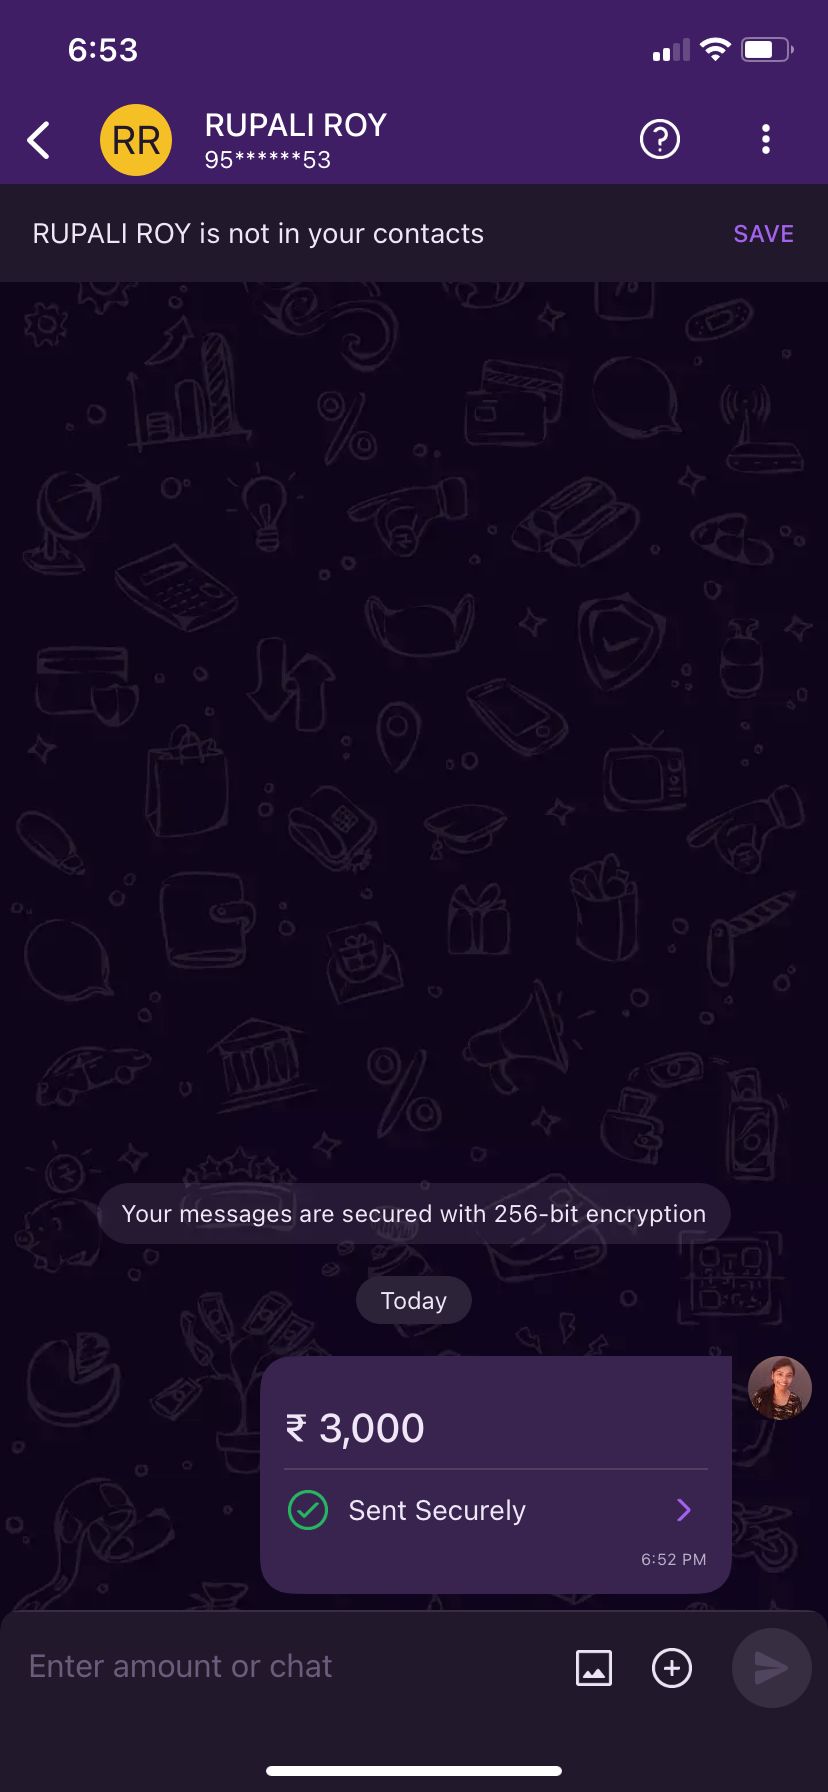 6:53
RR
RUPALI ROY
95******53
RUPALI ROY is not in your contacts
SAVE
Your messages are secured with 256-bit encryption
Today
₹ 3,000
Sent Securely
6:52 PM
Enter amount or chat